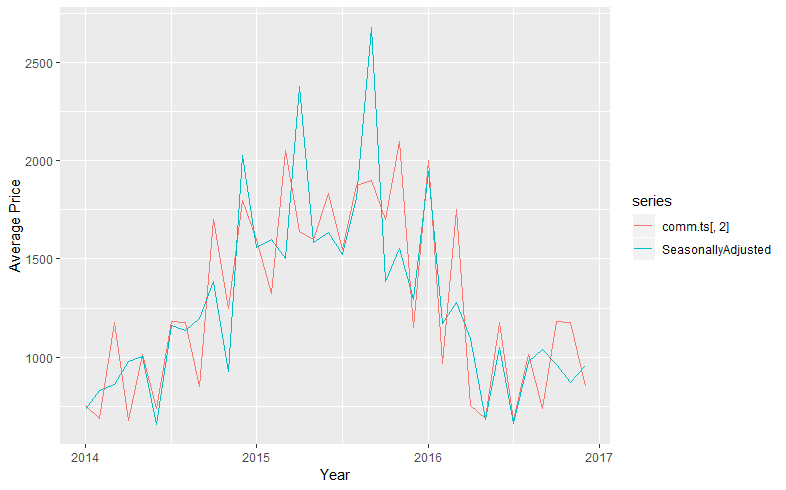 2500
2000
1500
1000
Average Price
2014
2015
2016
2017
Year
series
comm.ts[, 2]
SeasonallyAdjusted